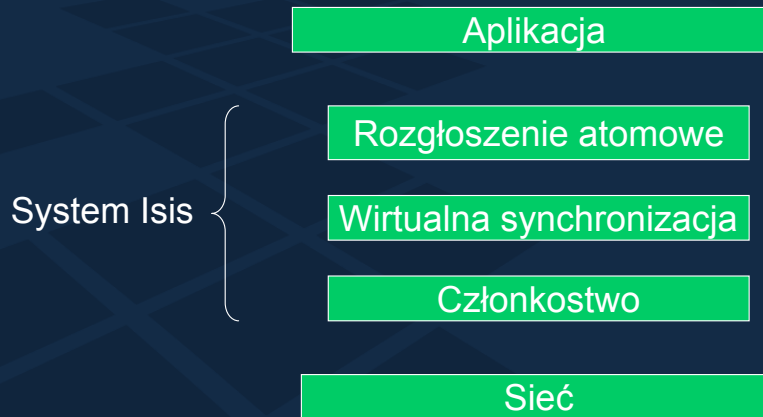 Aplikacja
Rozgłoszenie atomowe
System Isis
Wirtualna synchronizacja
Członkostwo
Sieć